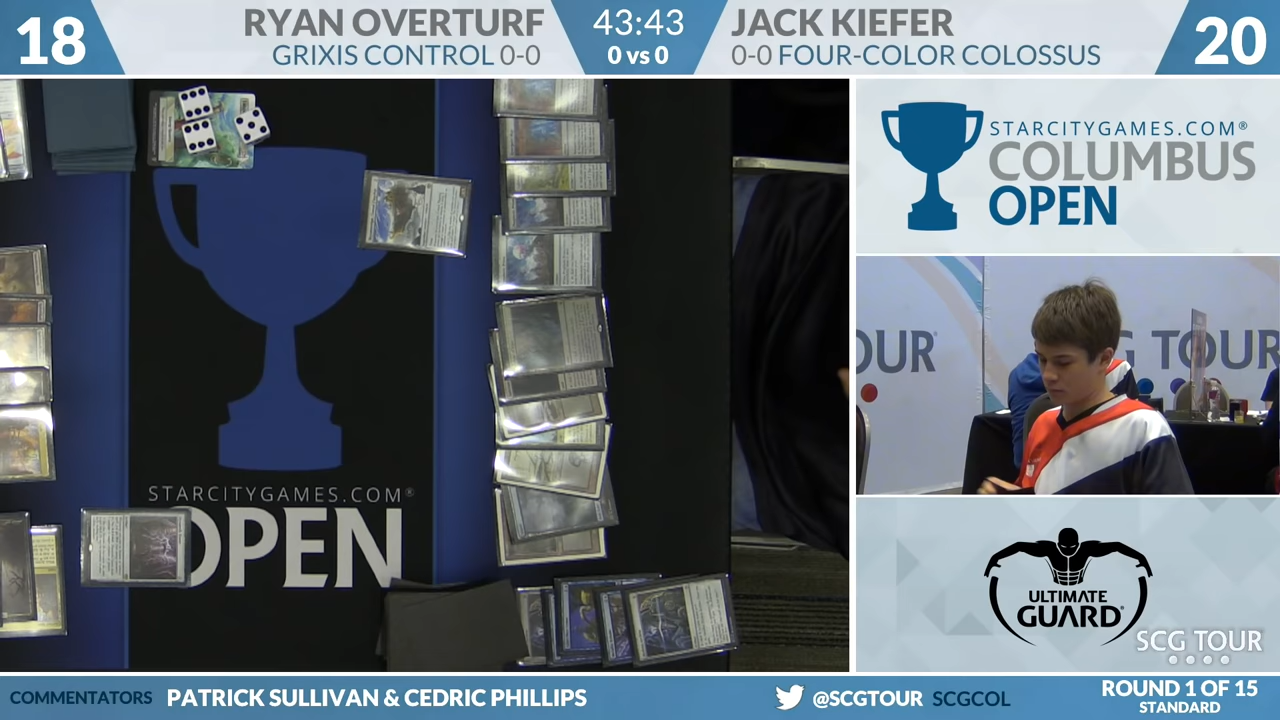 18
RYAN OVERTURF
GRIXIS CONTROL 0-0
43:43
0 vs 0
JACK KIEFER
0-0 FOUR-COLOR COLOSSUS
20
STARCITYGAMES.COM®
COLUMBUS
OPEN
STARCITYGAMES.COM®
OPEN
OUR
G TOUR
ULTIMATE
GUARD
SCG TOUR
COMMENTATORS PATRICK SULLIVAN & CEDRIC PHILLIPS
@SCGTOUR SCGCOL
ROUND 1 OF 15
STANDARD